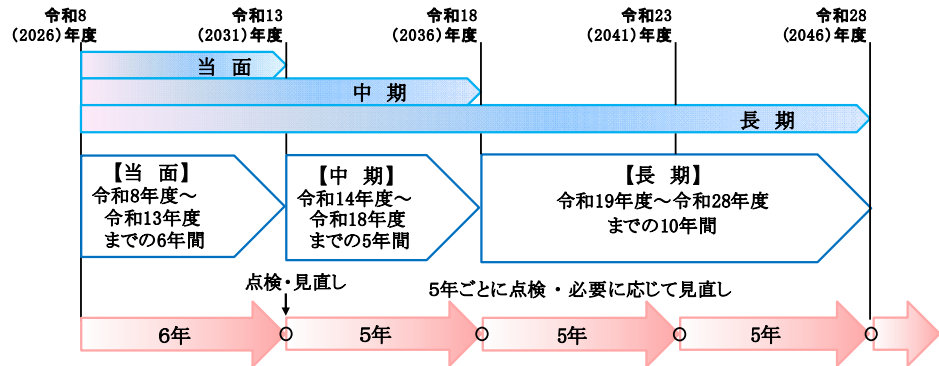 令和8
(2026)年度
令和13
(2031)年度
令和18
(2036)年度
令和23
(2041)年度
令和28
(2046)年度
当 面
中 期
長 期
【当 面】
令和8年度～
令和13年度
までの6年間
【中 期】
令和14年度～
令和18年度
までの5年間
【長 期】
令和19年度～令和28年度
までの10年間
点検・見直し
5年ごとに点検・必要に応じて見直し
6年
5年
5年
5年